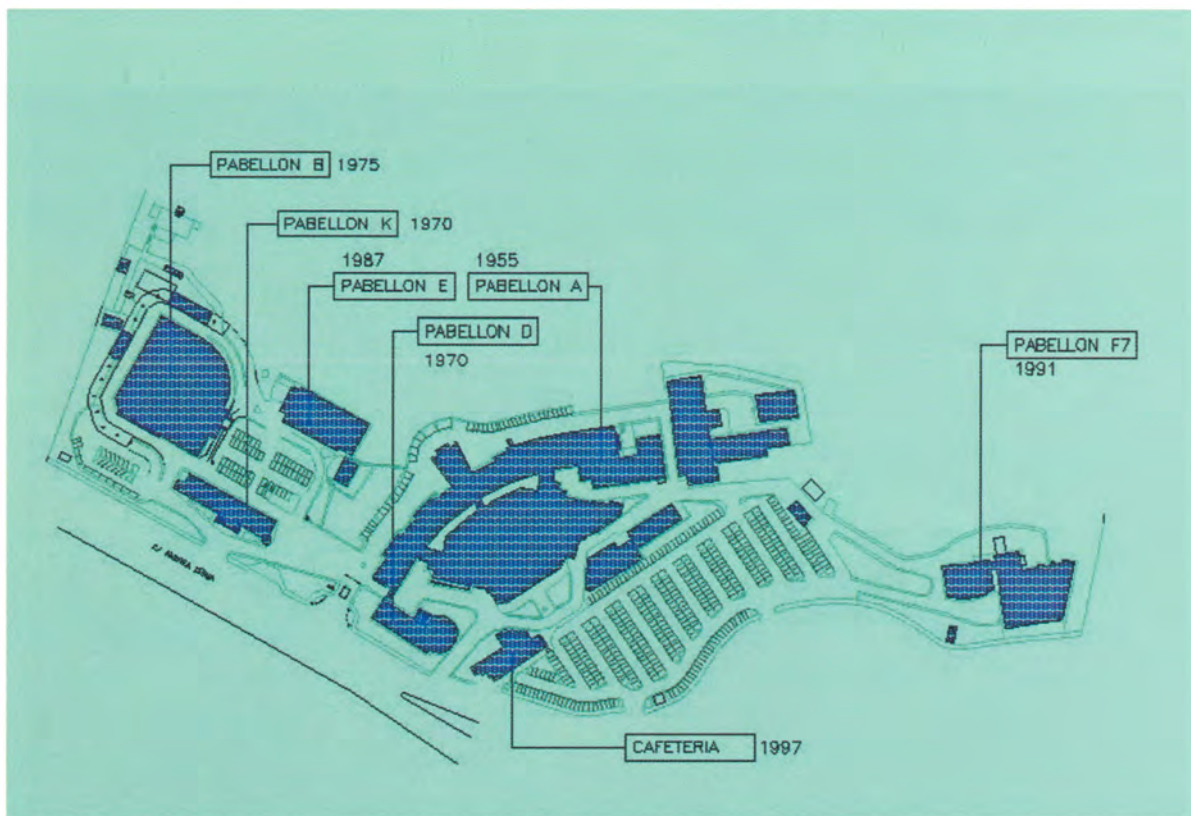 PABELLON B 1975
PABELLON K 1970
1987
PABELLON E
1955
PABELLON A
PABELLON D
1970
PABELLON F7
1991
CAFETERIA 1997